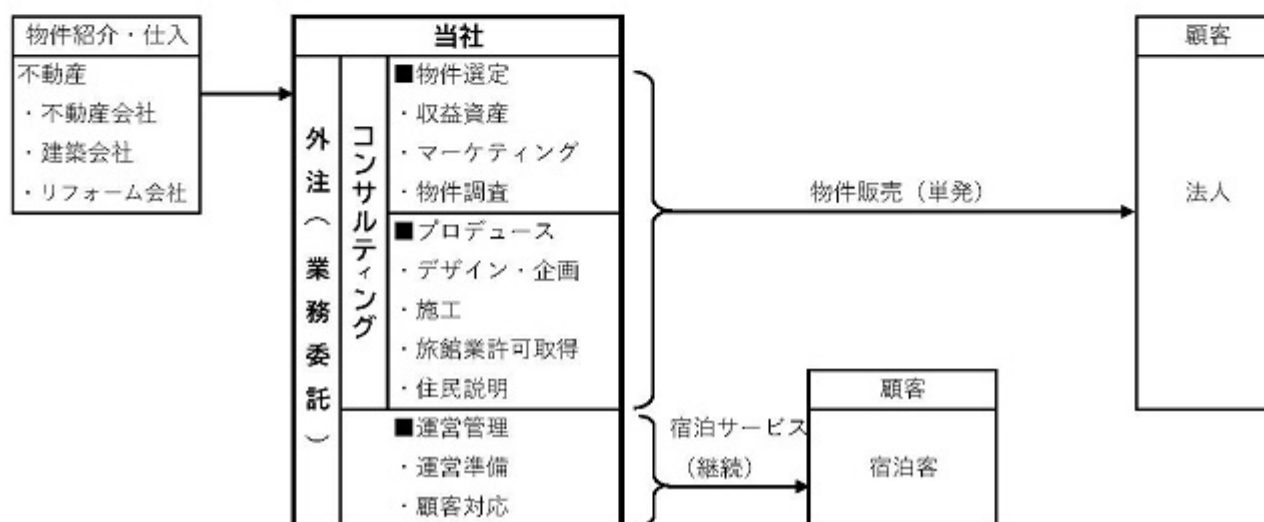 物件紹介・仕入
不動産
・不動産会社
・建築会社
・リフォーム会社
当社
外注（業務委託）
コンサルティング
■物件選定
・収益資産
・マーケティング
・物件調査
■プロデュース
・デザイン・企画
・施工
・旅館業許可取得
・住民説明
■運営管理
・運営準備
・顧客対応
物件販売（単発）
顧客
法人
宿泊サービス
（継続）
顧客
宿泊客